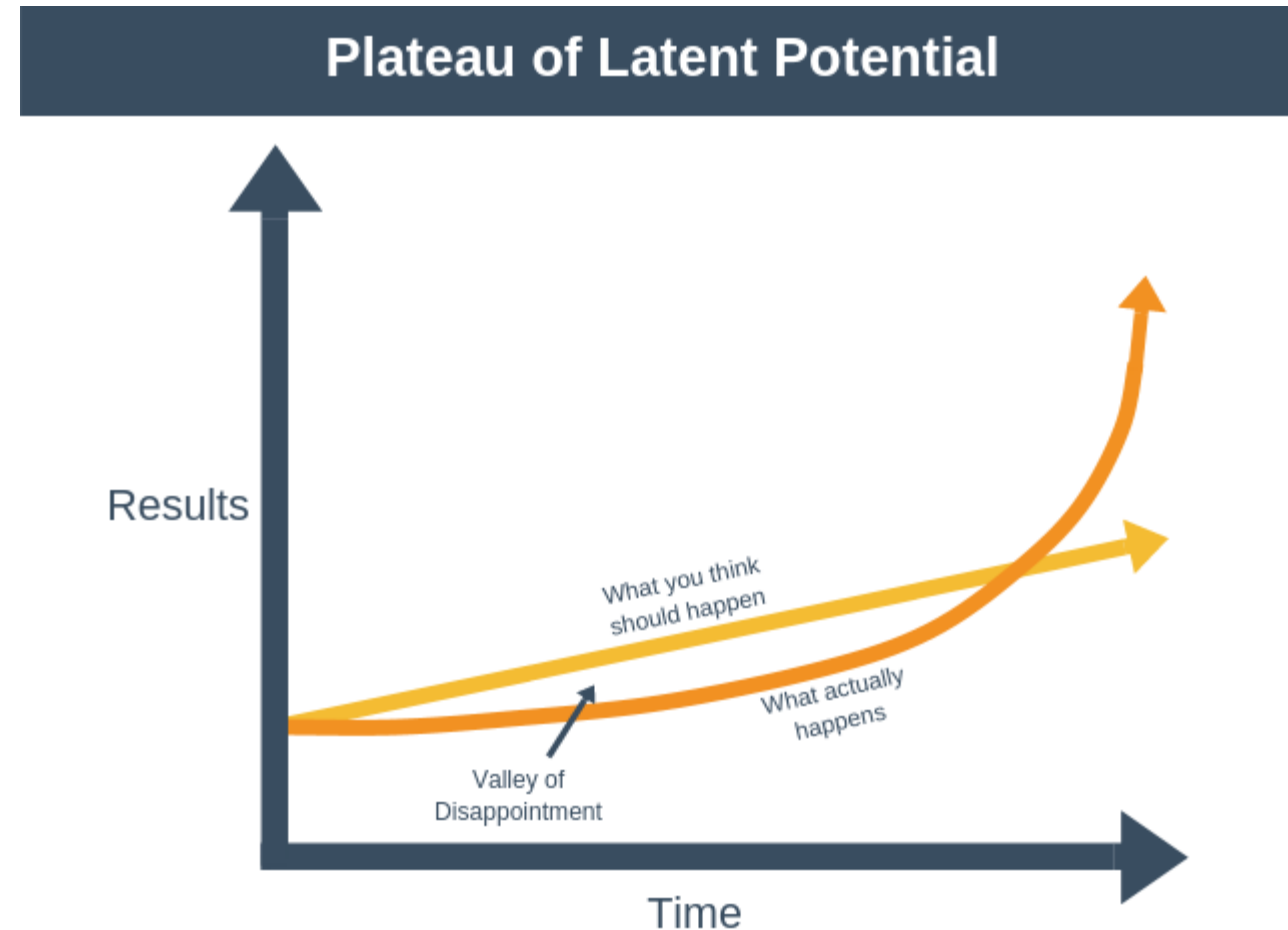 Plateau of Latent Potential
Results
What you think
should happen
What actually
happens
Valley of
Disappointment
Time